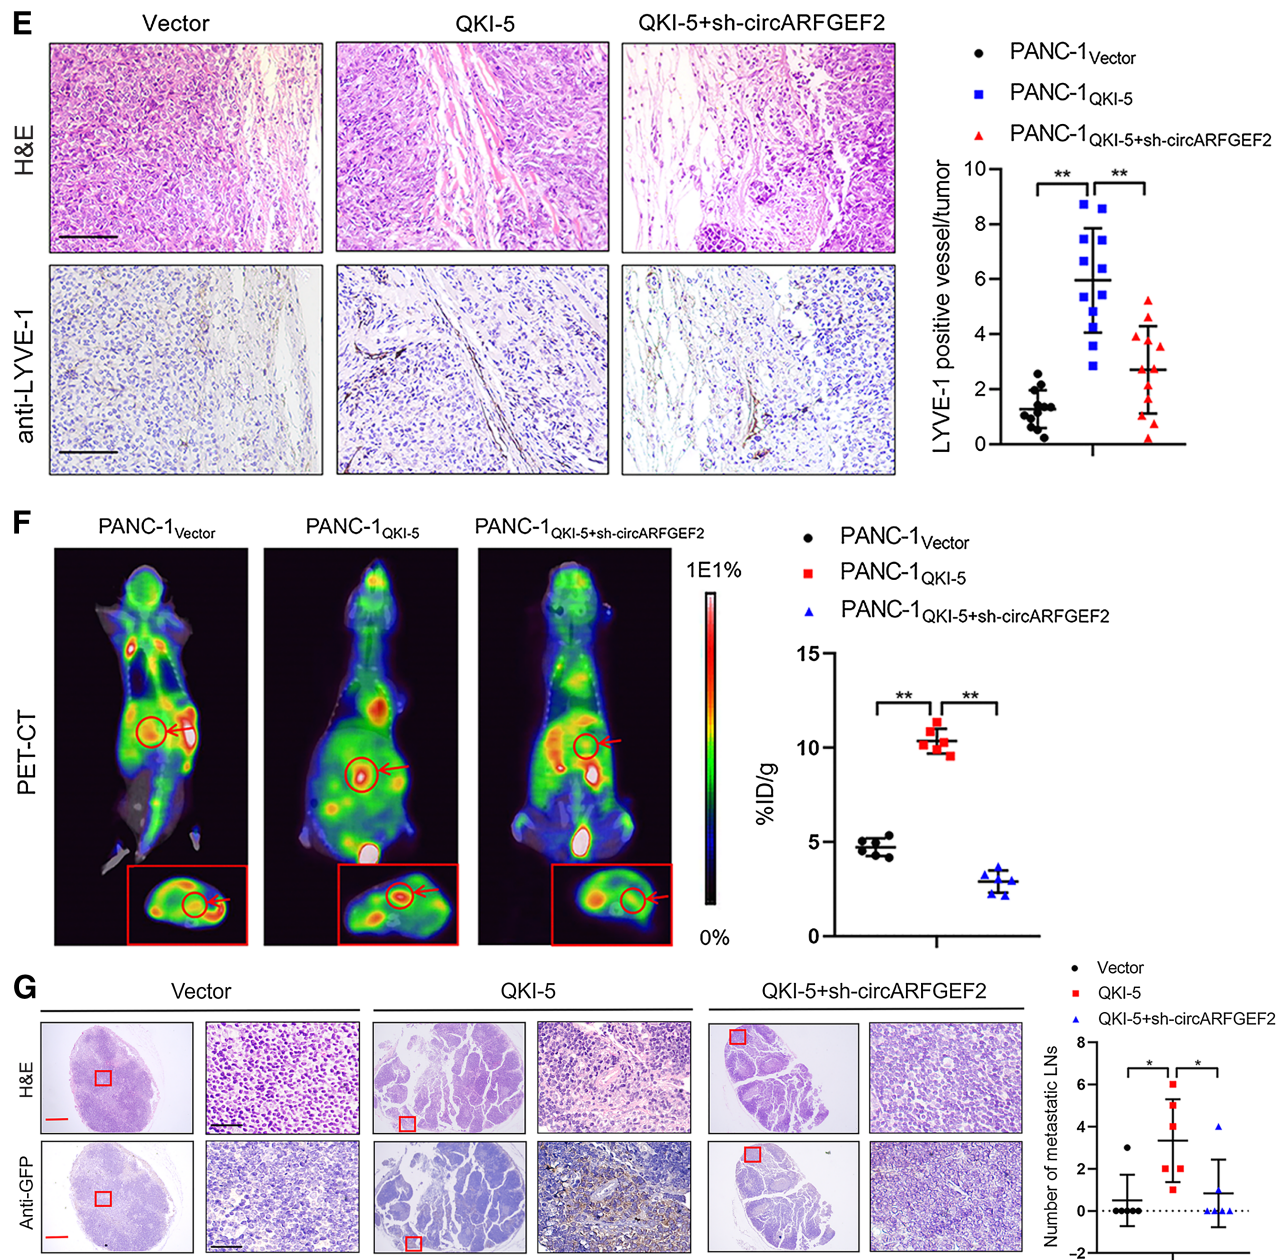 E
Vector
QKI-5
QKI-5+sh-circARFGEF2
H&E
anti-LYVE-1
PANC-1Vector
PANC-1QKI-5
PANC-1QKI-5+sh-circARFGEF2
LYVE-1 positive vessel/tumor
10
8
6
4
2
0
**
**
F
PANC-1Vector
PANC-1QKI-5
PANC-1QKI-5+sh-circARFGEF2
PET-CT
1E1%
0%
PANC-1Vector
PANC-1QKI-5
PANC-1QKI-5+sh-circARFGEF2
%ID/g
15
10
5
0
**
**
G
Vector
QKI-5
QKI-5+sh-circARFGEF2
H&E
Anti-GFP
Vector
QKI-5
QKI-5+sh-circARFGEF2
Number of metastatic LNs
8
6
4
2
0
-2
*
*